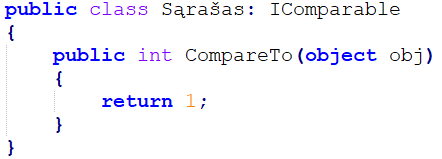 public class Sąrašas: IComparable
{
    public int CompareTo(object obj)
    {
        return 1;
    }
}